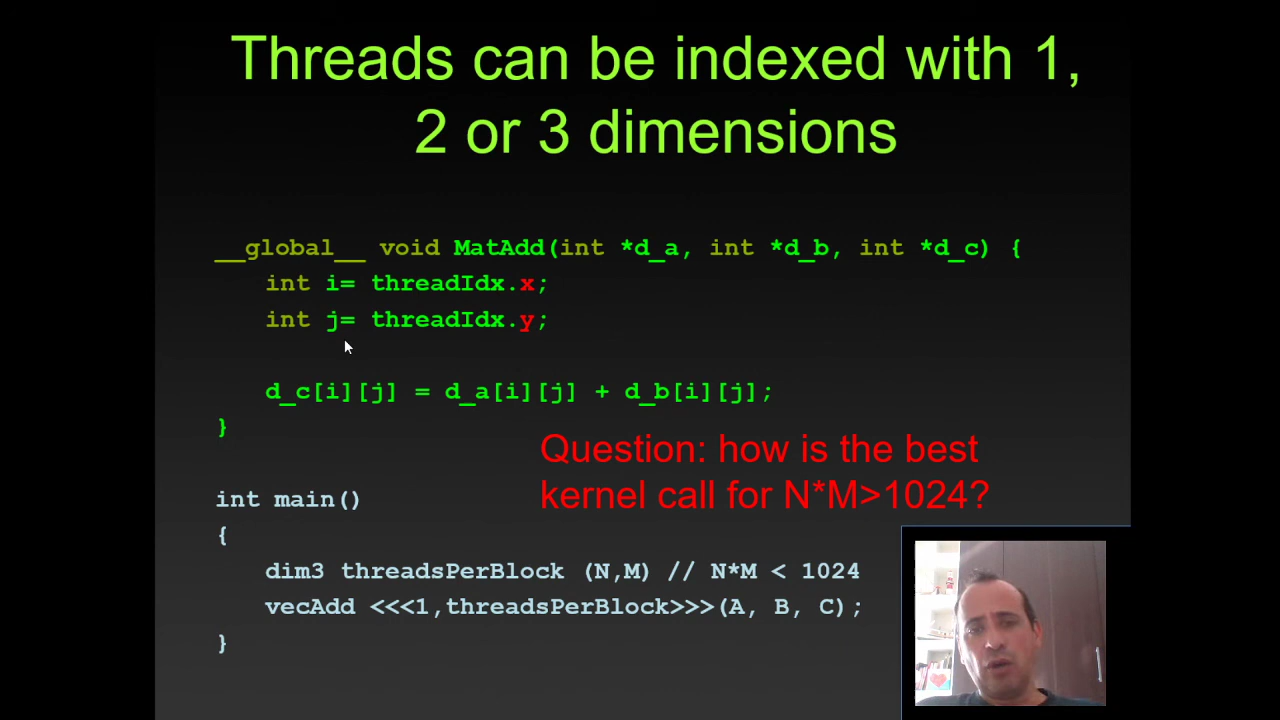 Threads can be indexed with 1,
2 or 3 dimensions
__global__ void MatAdd(int *d_a, int *d_b, int *d_c) {
int i= threadIdx.x;
int j= threadIdx.y;
d_c[i][j] = d_a[i][j] + d_b[i][j];
}
Question: how is the best
kernel call for N*M>1024?
int main()
{
dim3 threadsPerBlock (N,M) // N*M < 1024
vecAdd <<<1,threadsPerBlock>>>(A, B, C);
}